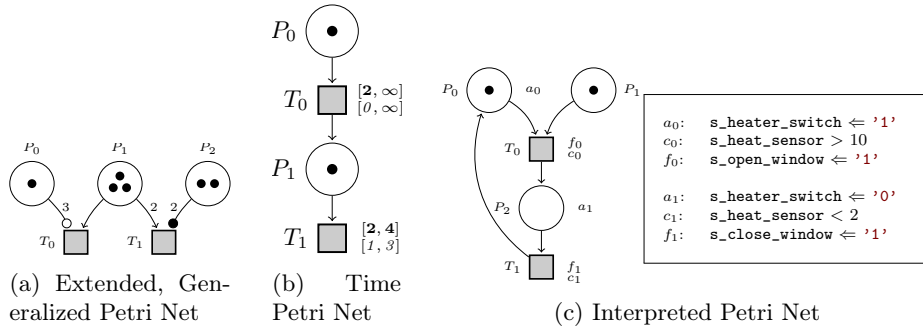 P₀
P₁
P₂
3
2
2
T₀
T₁
(a) Extended, Gen-
eralized Petri Net
P₀
T₀
[2, ∞[
[0, ∞[
P₁
T₁
[2, 4]
[1, 3]
(b) Time
Petri Net
P₀
a₀
P₁
T₀
f₀
c₀
P₂
a₁
T₁
f₁
c₁
a₀: s_heater_switch ⇐ '1'
c₀: s_heat_sensor > 10
f₀: s_open_window ⇐ '1'
a₁: s_heater_switch ⇐ '0'
c₁: s_heat_sensor < 2
f₁: s_close_window ⇐ '1'
(c) Interpreted Petri Net